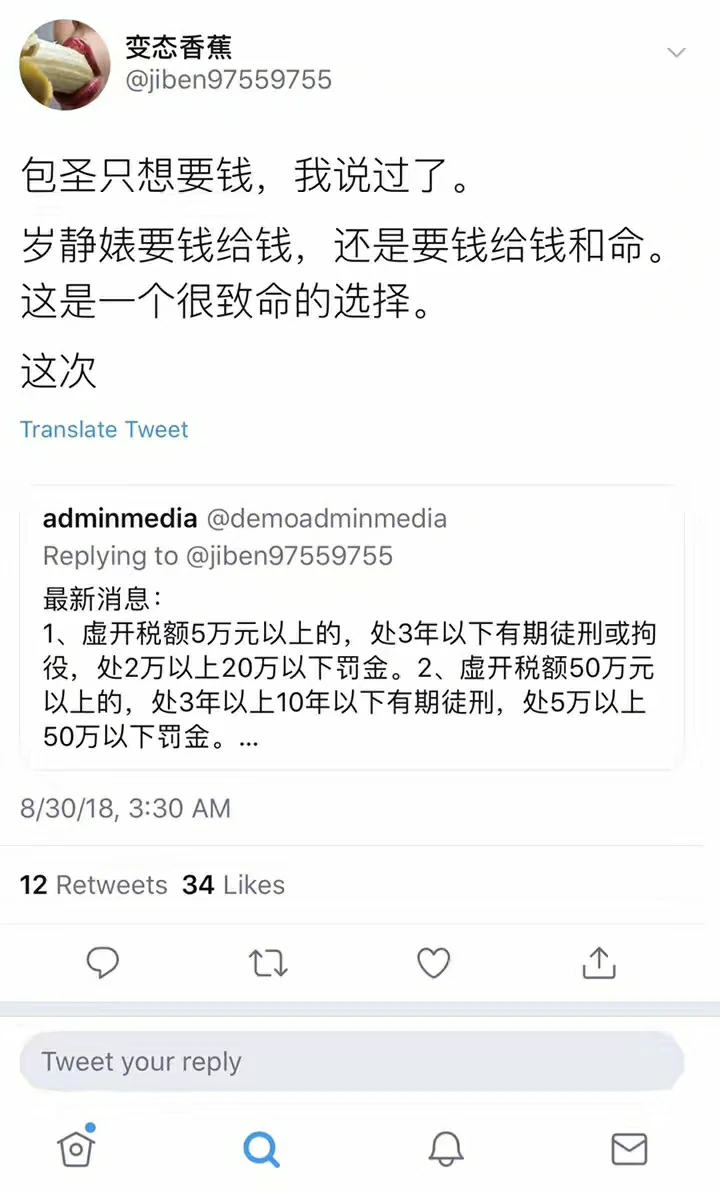 变态香蕉
@jiben97559755
包圣只想要钱，我说过了。
岁静婊要钱给钱，还是要钱给钱和命。
这是一个很致命的选择。
这次
Translate Tweet
adminmedia @demoadminmedia
Replying to @jiben97559755
最新消息：
1、虚开税额5万元以上的，处3年以下有期徒刑或拘
役，处2万以上20万以下罚金。2、虚开税额50万元
以上的，处3年以上10年以下有期徒刑，处5万以上
50万以下罚金。...
8/30/18, 3:30 AM
12 Retweets 34 Likes
Tweet your reply